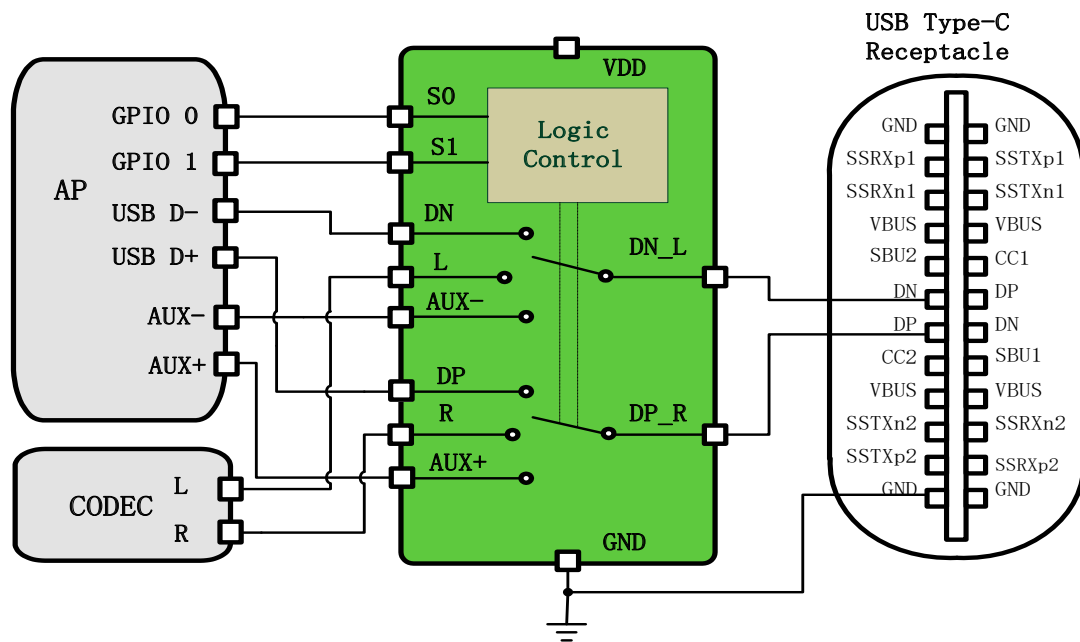 USB Type-C
Receptacle
AP
GPIO 0
GPIO 1
USB D-
USB D+
AUX-
AUX+
CODEC
L
R
VDD
S0
S1
Logic
Control
DN
L
AUX-
DN_L
DP
R
AUX+
DP_R
GND
GND
SSRXp1
SSRXn1
VBUS
SBU2
DN
DP
CC2
VBUS
SSTXn2
SSTXp2
GND
GND
SSTXp1
SSTXn1
VBUS
CC1
DP
DN
SBU1
VBUS
SSRXn2
SSRXp2
GND